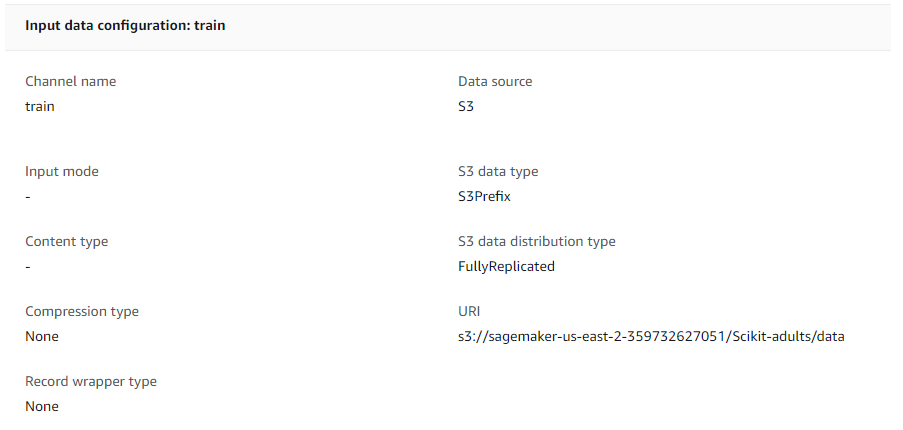 Input data configuration: train
Channel name
train
Data source
S3
Input mode
-
S3 data type
S3Prefix
Content type
-
S3 data distribution type
FullyReplicated
Compression type
None
URI
s3://sagemaker-us-east-2-359732627051/Scikit-adults/data
Record wrapper type
None